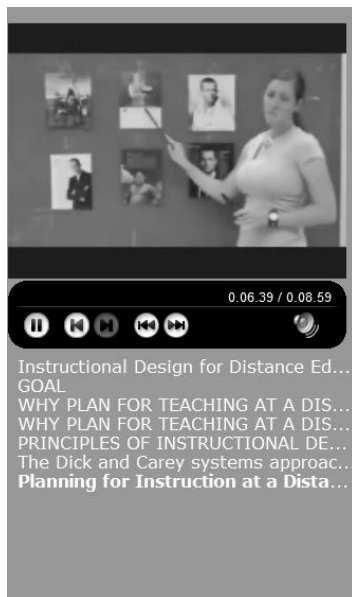 0.06.39 / 0.08.59
Instructional Design for Distance Ed...
GOAL
WHY PLAN FOR TEACHING AT A DIS...
WHY PLAN FOR TEACHING AT A DIS...
PRINCIPLES OF INSTRUCTIONAL DE...
The Dick and Carey systems approac...
Planning for Instruction at a Dista...